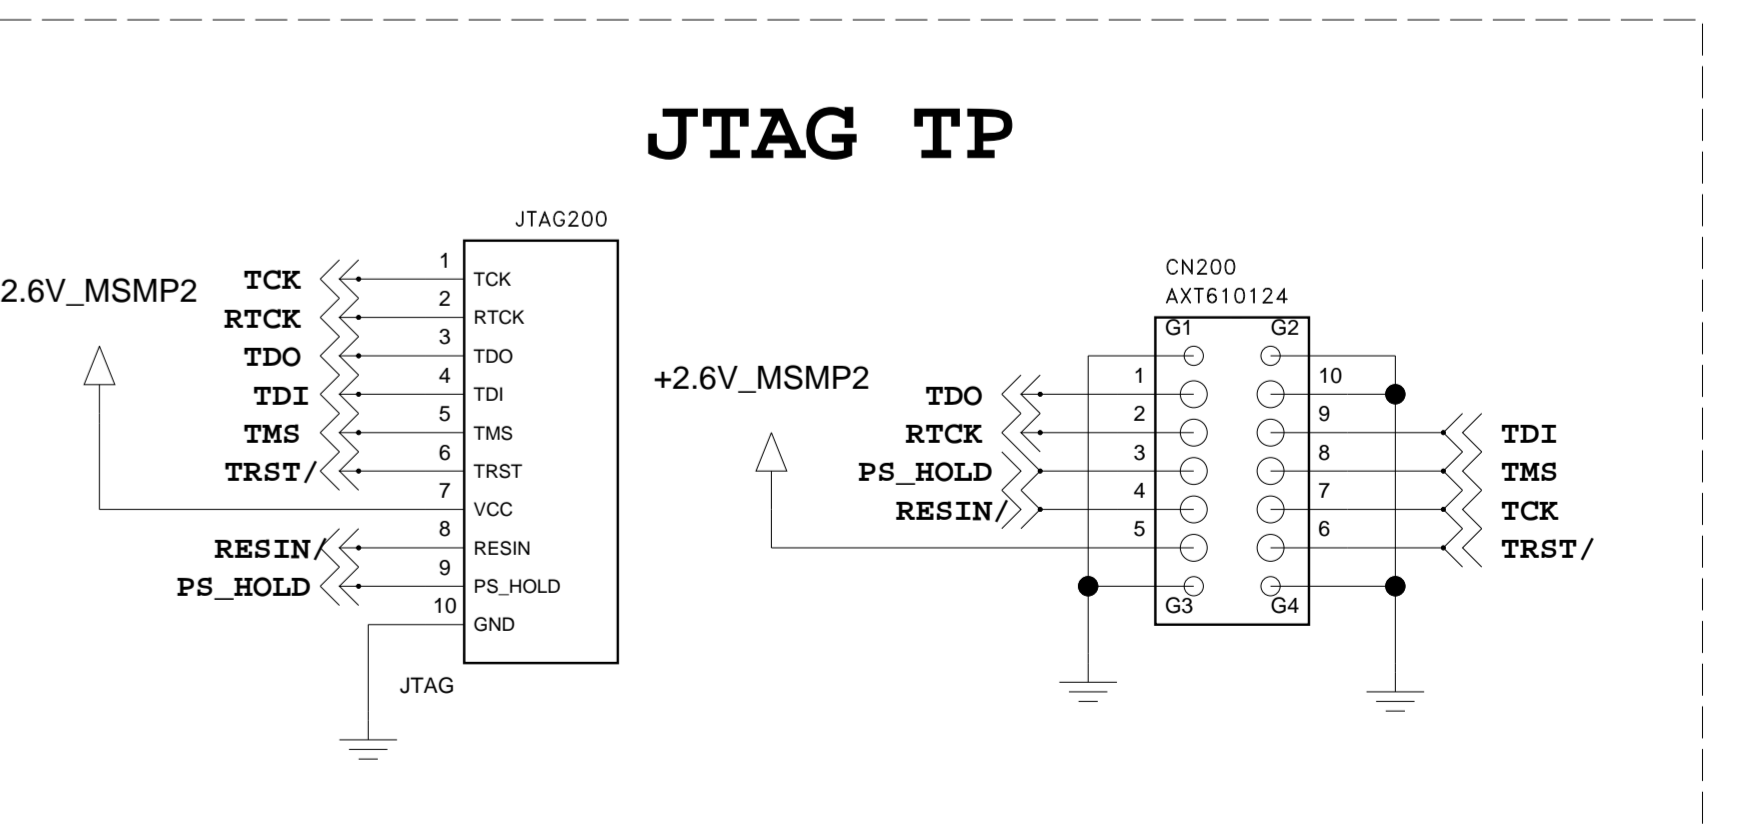 JTAG TP
JTAG200
2.6V_MSMP2
TCK 1 TCK
RTCK 2 RTCK
TDO 3 TDO
TDI 4 TDI
TMS 5 TMS
TRST/ 6 TRST
7 VCC
RESIN/ 8 RESIN
PS_HOLD 9 PS_HOLD
10 GND
JTAG
CN200
AXT610124
G1 G2
+2.6V_MSMP2
TDO 1 10
RTCK 2 9 TDI
PS_HOLD 3 8 TMS
RESIN/ 4 7 TCK
5 6 TRST/
G3 G4